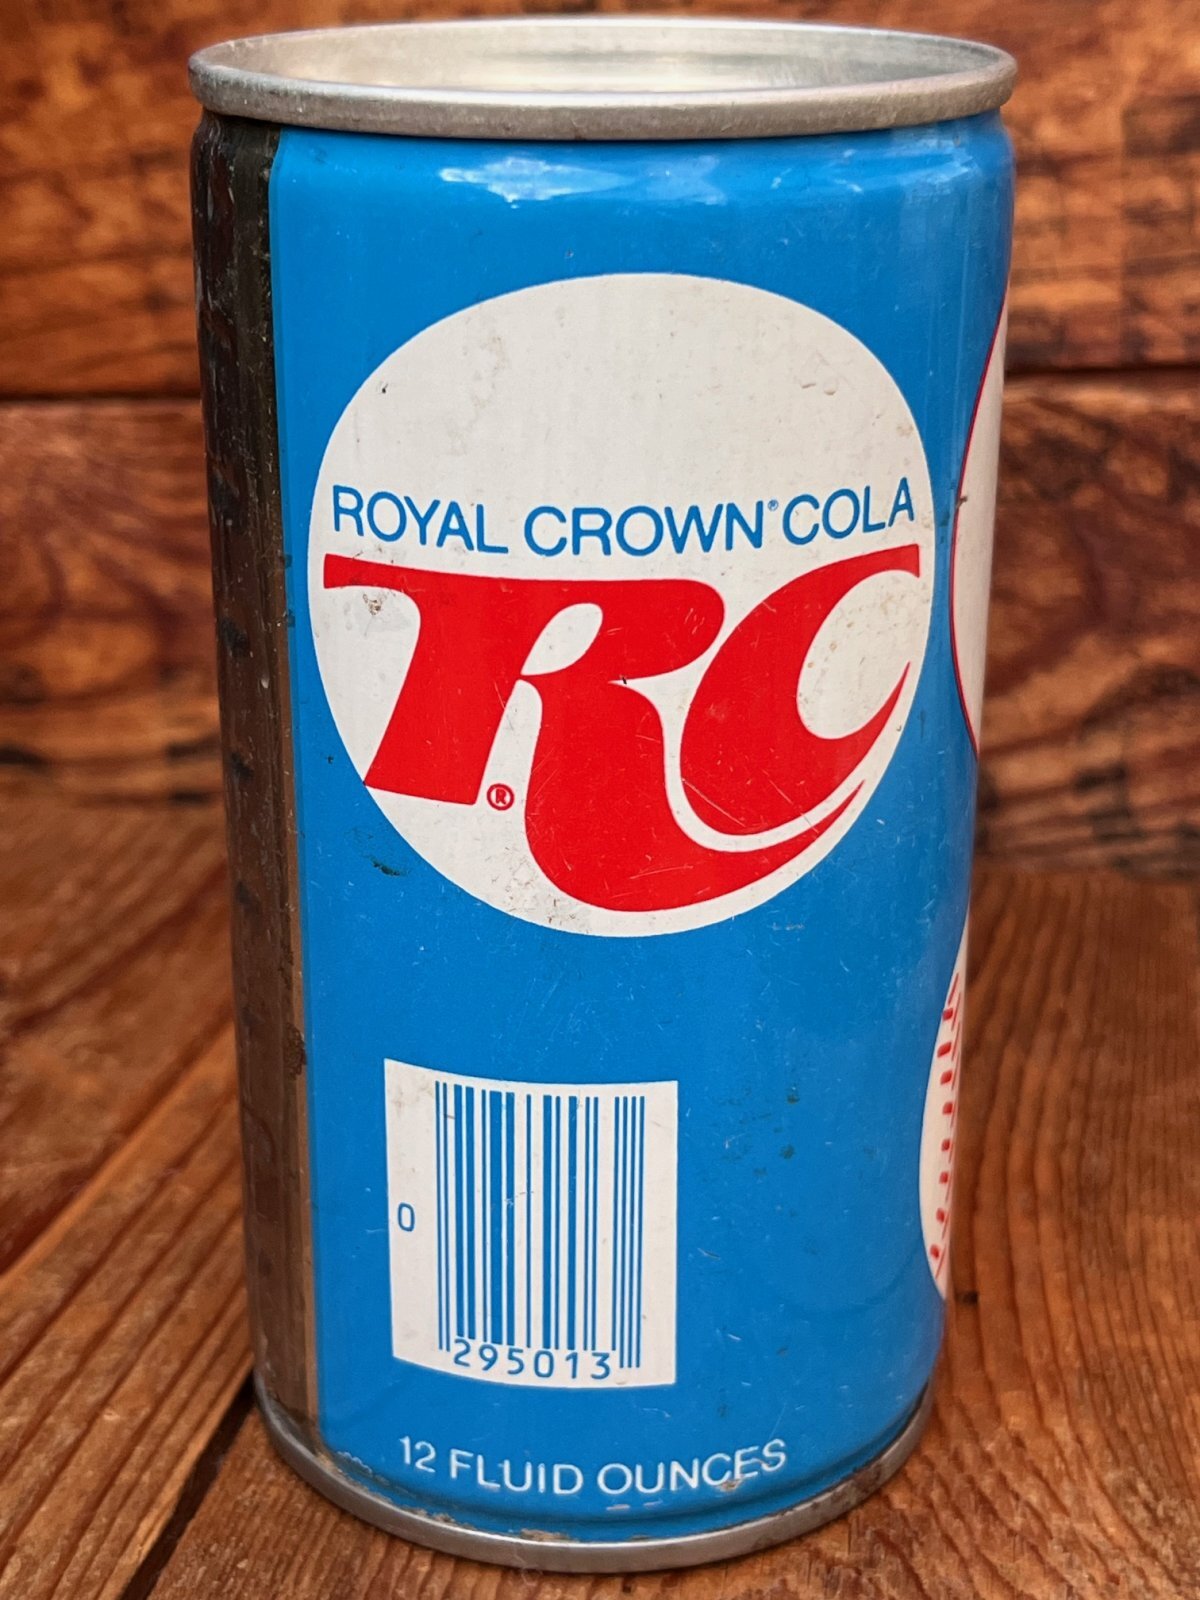 ROYAL CROWN® COLA
RC®
0
295013
12 FLUID OUNCES